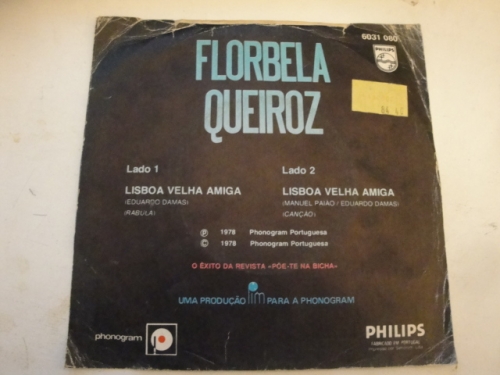 6031 080
PHILIPS
FLORBELA
QUEIROZ
Lado 1
LISBOA VELHA AMIGA
(EDUARDO DAMAS)
(RÁBULA)
Lado 2
LISBOA VELHA AMIGA
(MANUEL PAIÃO / EDUARDO DAMAS)
(CANÇÃO)
Ⓟ 1978 Phonogram Portuguesa
© 1978 Phonogram Portuguesa
O ÊXITO DA REVISTA «PÕE-TE NA BICHA»
UMA PRODUÇÃO PARA A PHONOGRAM
phonogram
PHILIPS
FABRICADO EM PORTUGAL